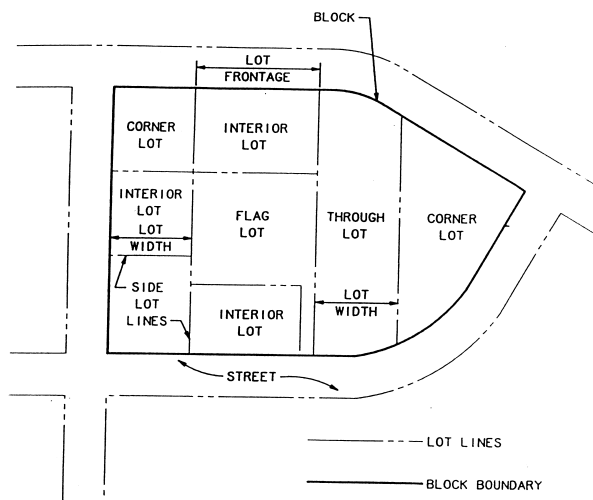 BLOCK
LOT
FRONTAGE
CORNER
LOT
INTERIOR
LOT
INTERIOR
LOT
LOT
WIDTH
FLAG
LOT
THROUGH
LOT
CORNER
LOT
SIDE
LOT
LINES
INTERIOR
LOT
LOT
WIDTH
STREET
LOT LINES
BLOCK BOUNDARY